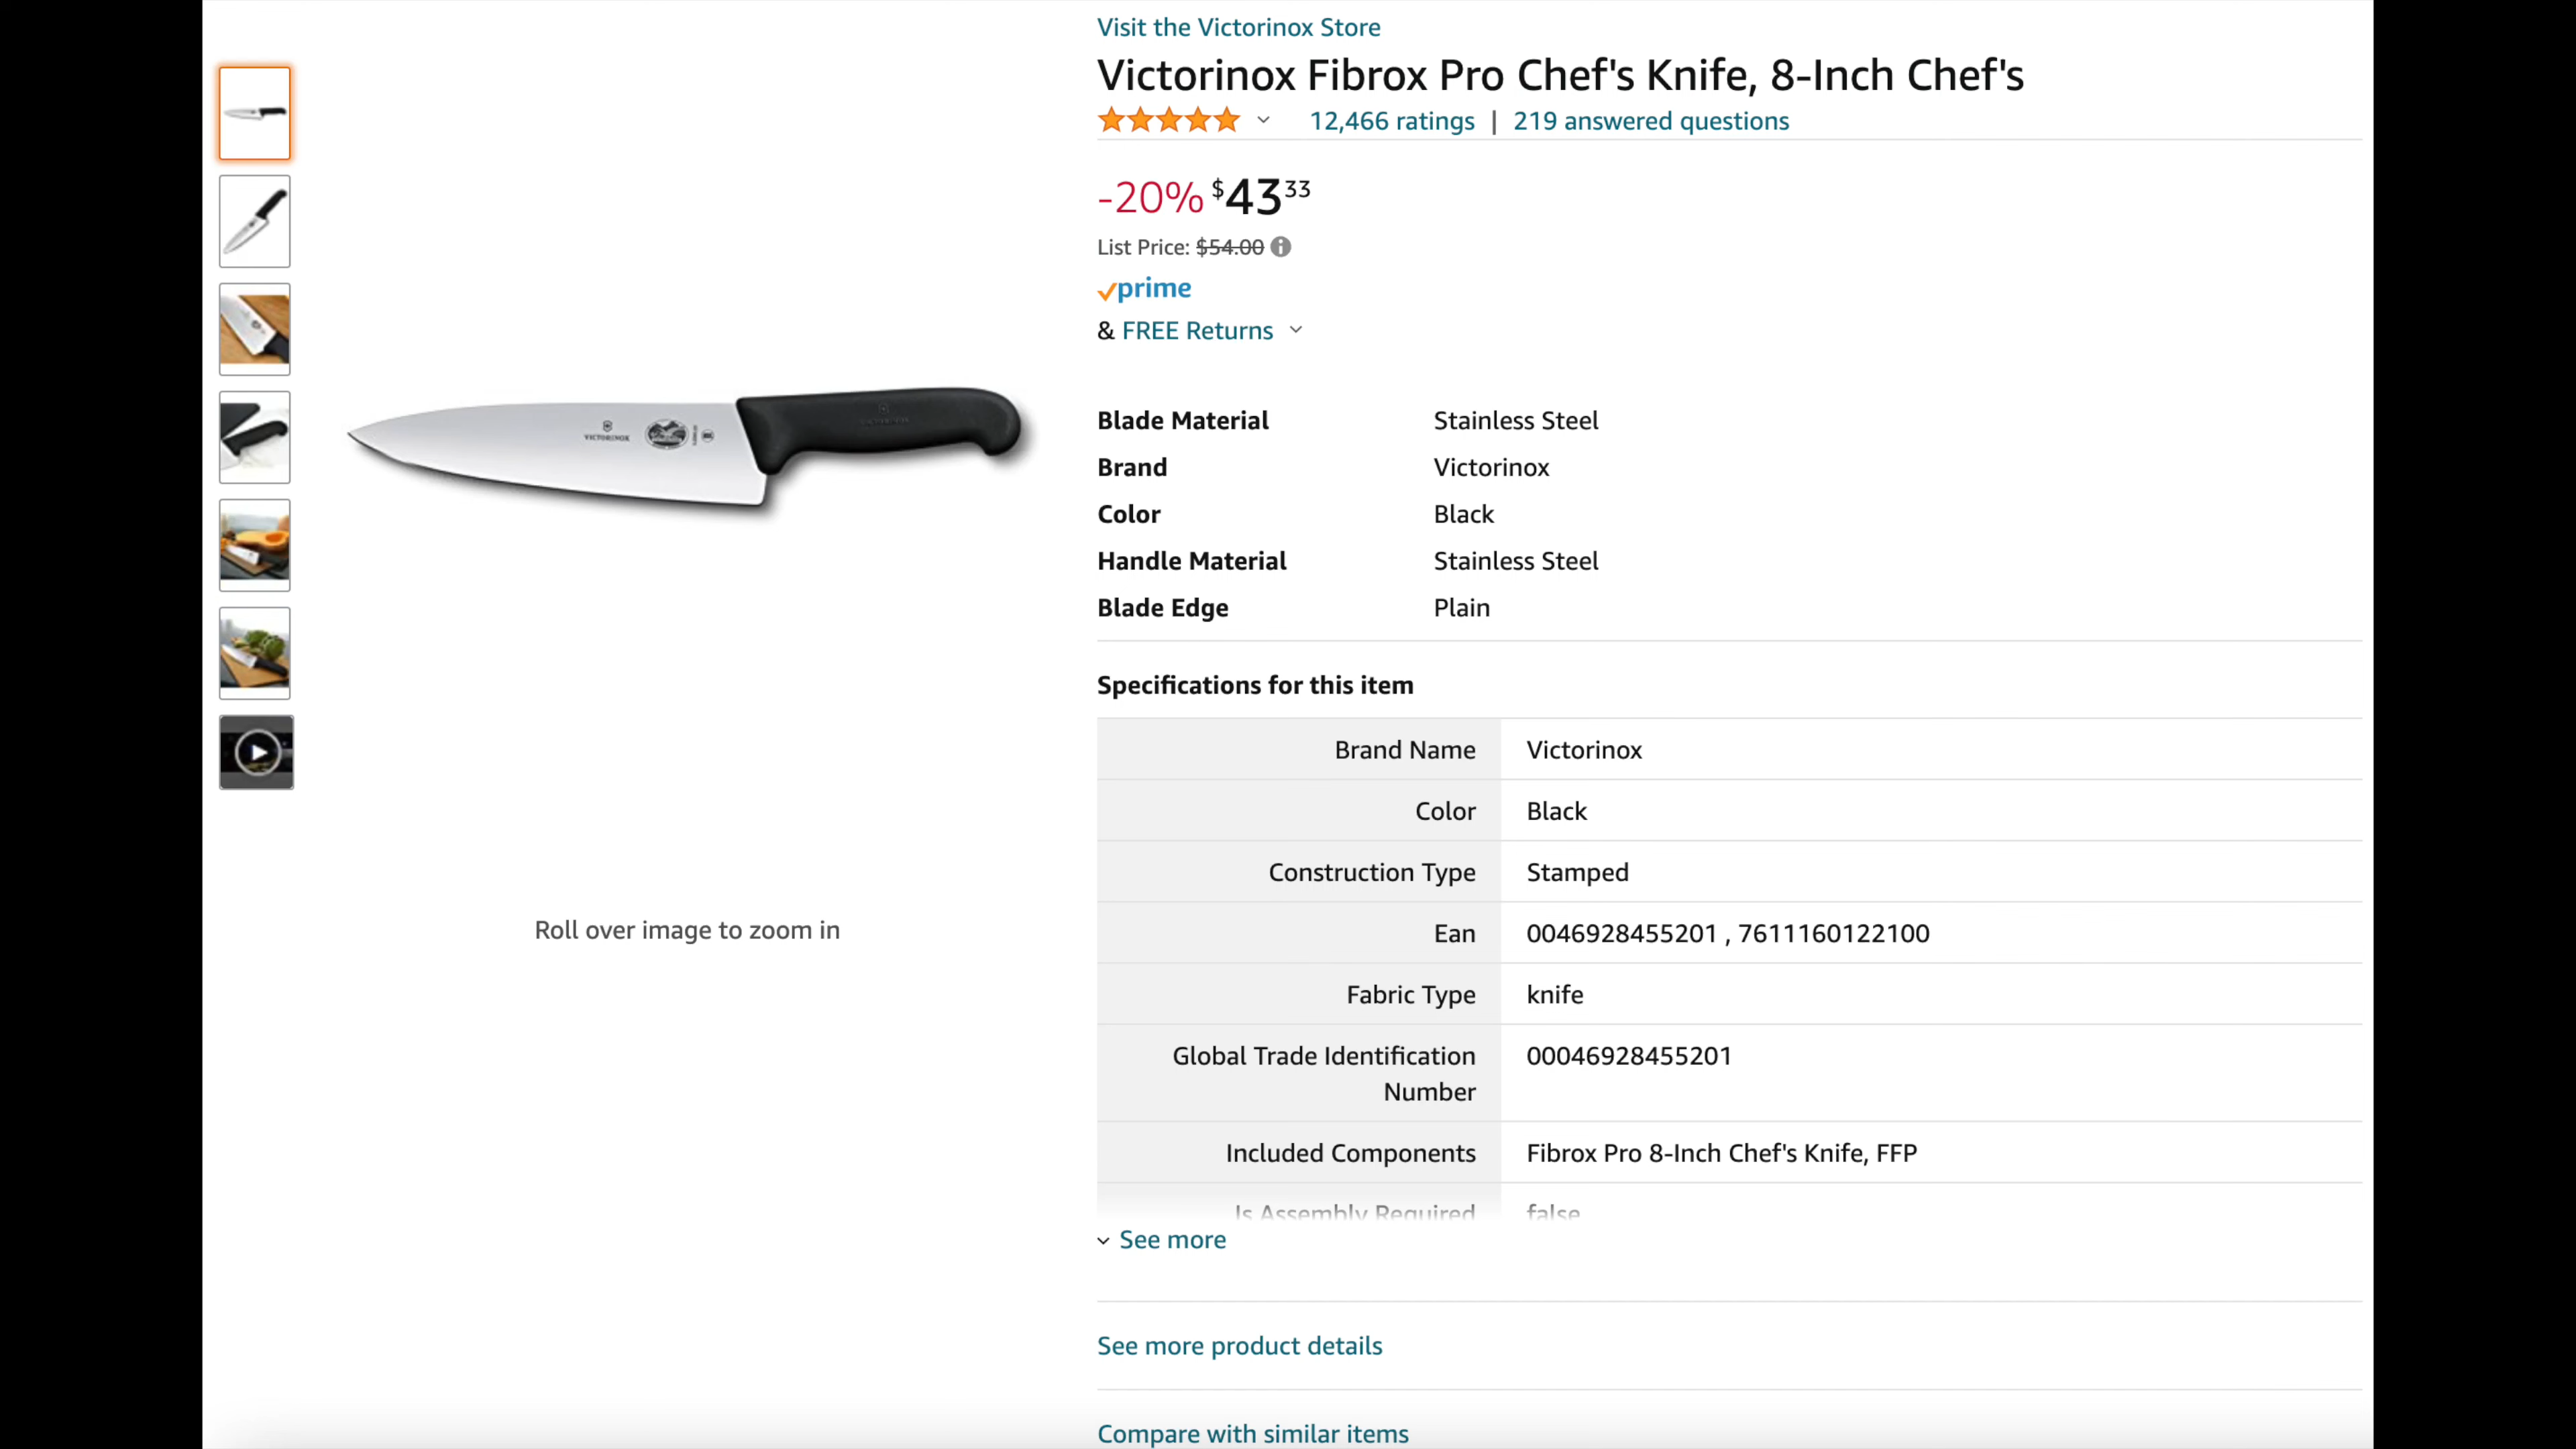 Visit the Victorinox Store
Victorinox Fibrox Pro Chef's Knife, 8-Inch Chef's
12,466 ratings | 219 answered questions
-20% $43 33
List Price: $54.00
prime
& FREE Returns
VICTORINOX
Blade Material Stainless Steel
Brand Victorinox
Color Black
Handle Material Stainless Steel
Blade Edge Plain
Specifications for this item
Brand Name Victorinox
Color Black
Construction Type Stamped
Ean 0046928455201 , 7611160122100
Fabric Type knife
Global Trade Identification 00046928455201
Number
Included Components Fibrox Pro 8-Inch Chef's Knife, FFP
Is Assembly Required false
See more
See more product details
Compare with similar items
Roll over image to zoom in